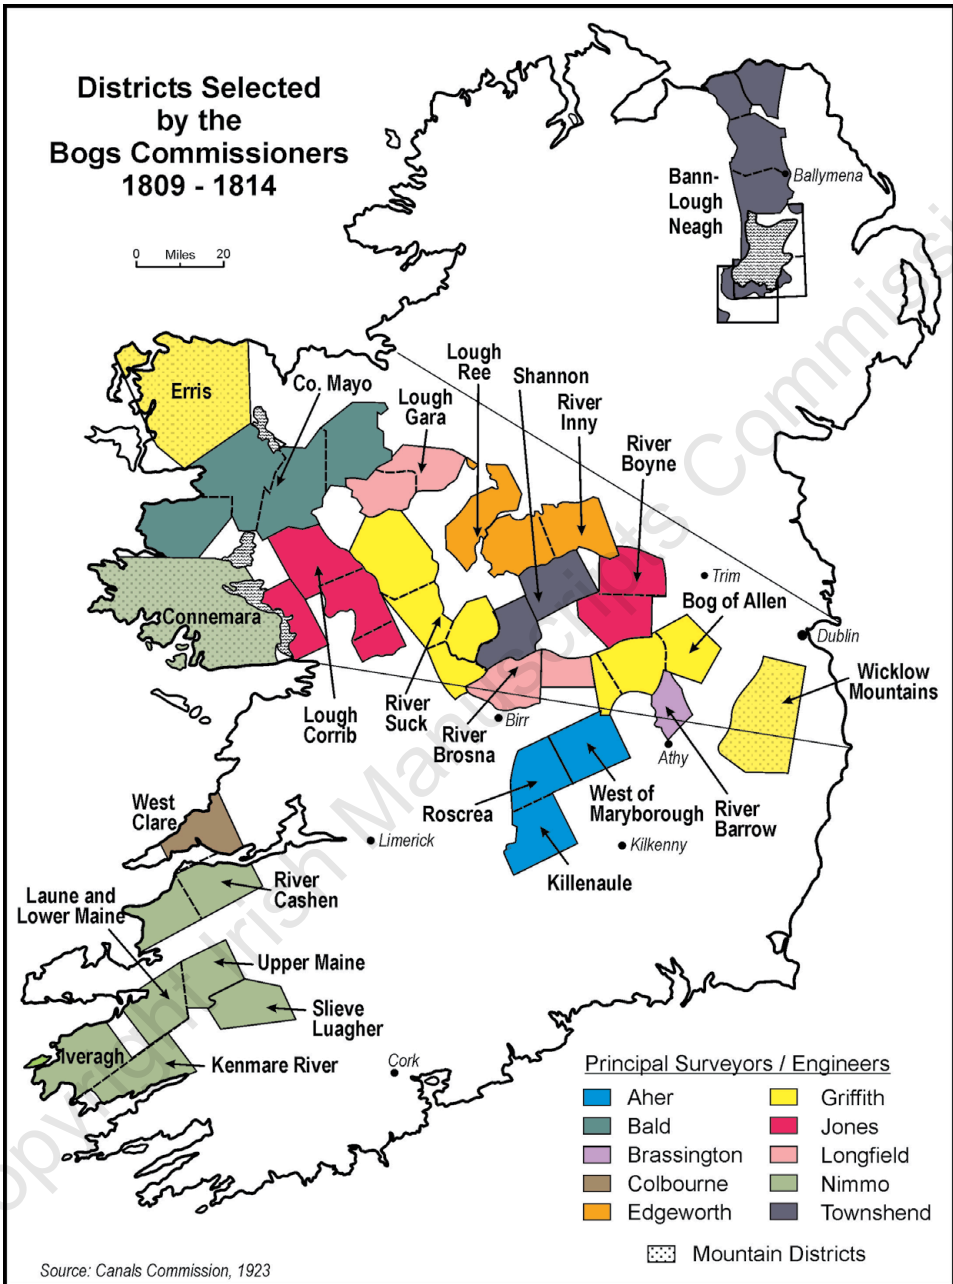 Districts Selected
by the
Bogs Commissioners
1809 - 1814
0 Miles 20
Bann-
Lough
Neagh
Ballymena
Erris
Co. Mayo
Lough
Gara
Lough
Ree
Shannon
River
Inny
River
Boyne
Trim
Bog of Allen
Dublin
Wicklow
Mountains
Connemara
Lough
Corrib
River
Suck
River
Brosna
Birr
Athy
River
Barrow
West of
Maryborough
Roscrea
Killenaule
Kilkenny
West
Clare
Limerick
River
Cashen
Laune and
Lower Maine
Upper Maine
Slieve
Luagher
Iveragh
Kenmare River
Cork
Principal Surveyors / Engineers
Aher
Bald
Brassington
Colbourne
Edgeworth
Griffith
Jones
Longfield
Nimmo
Townshend
Mountain Districts
Source: Canals Commission, 1923
opyright Irish Manuscripts Commissi